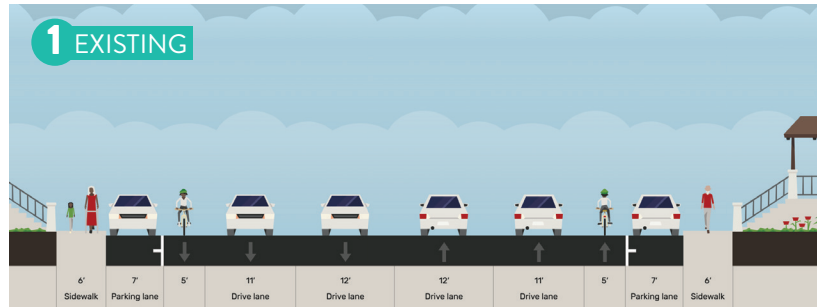 1 EXISTING
6' 7' 5' 11' 12' 12' 11' 5' 7' 6'
Sidewalk Parking lane Drive lane Drive lane Drive lane Drive lane Parking lane Sidewalk